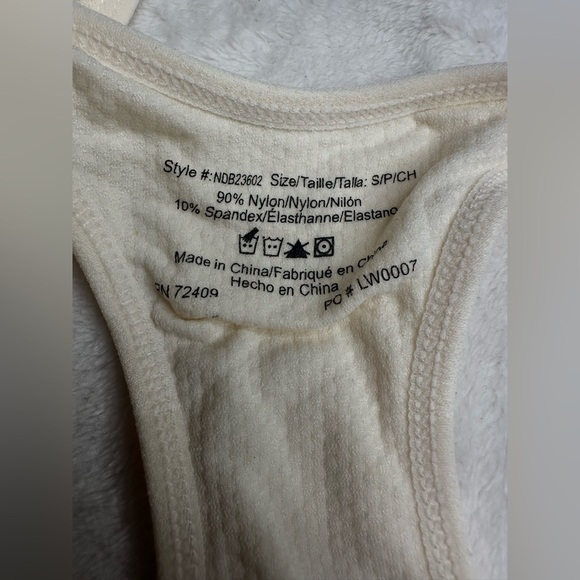 Style #: NDB23602 Size/Taille/Talla: S/P/CH
90% Nylon/Nylon/Nilón
10% Spandex/Élasthanne/Elastano
Made in China/Fabriqué en Chine
Hecho en China
RN 72409
PO # LW0007